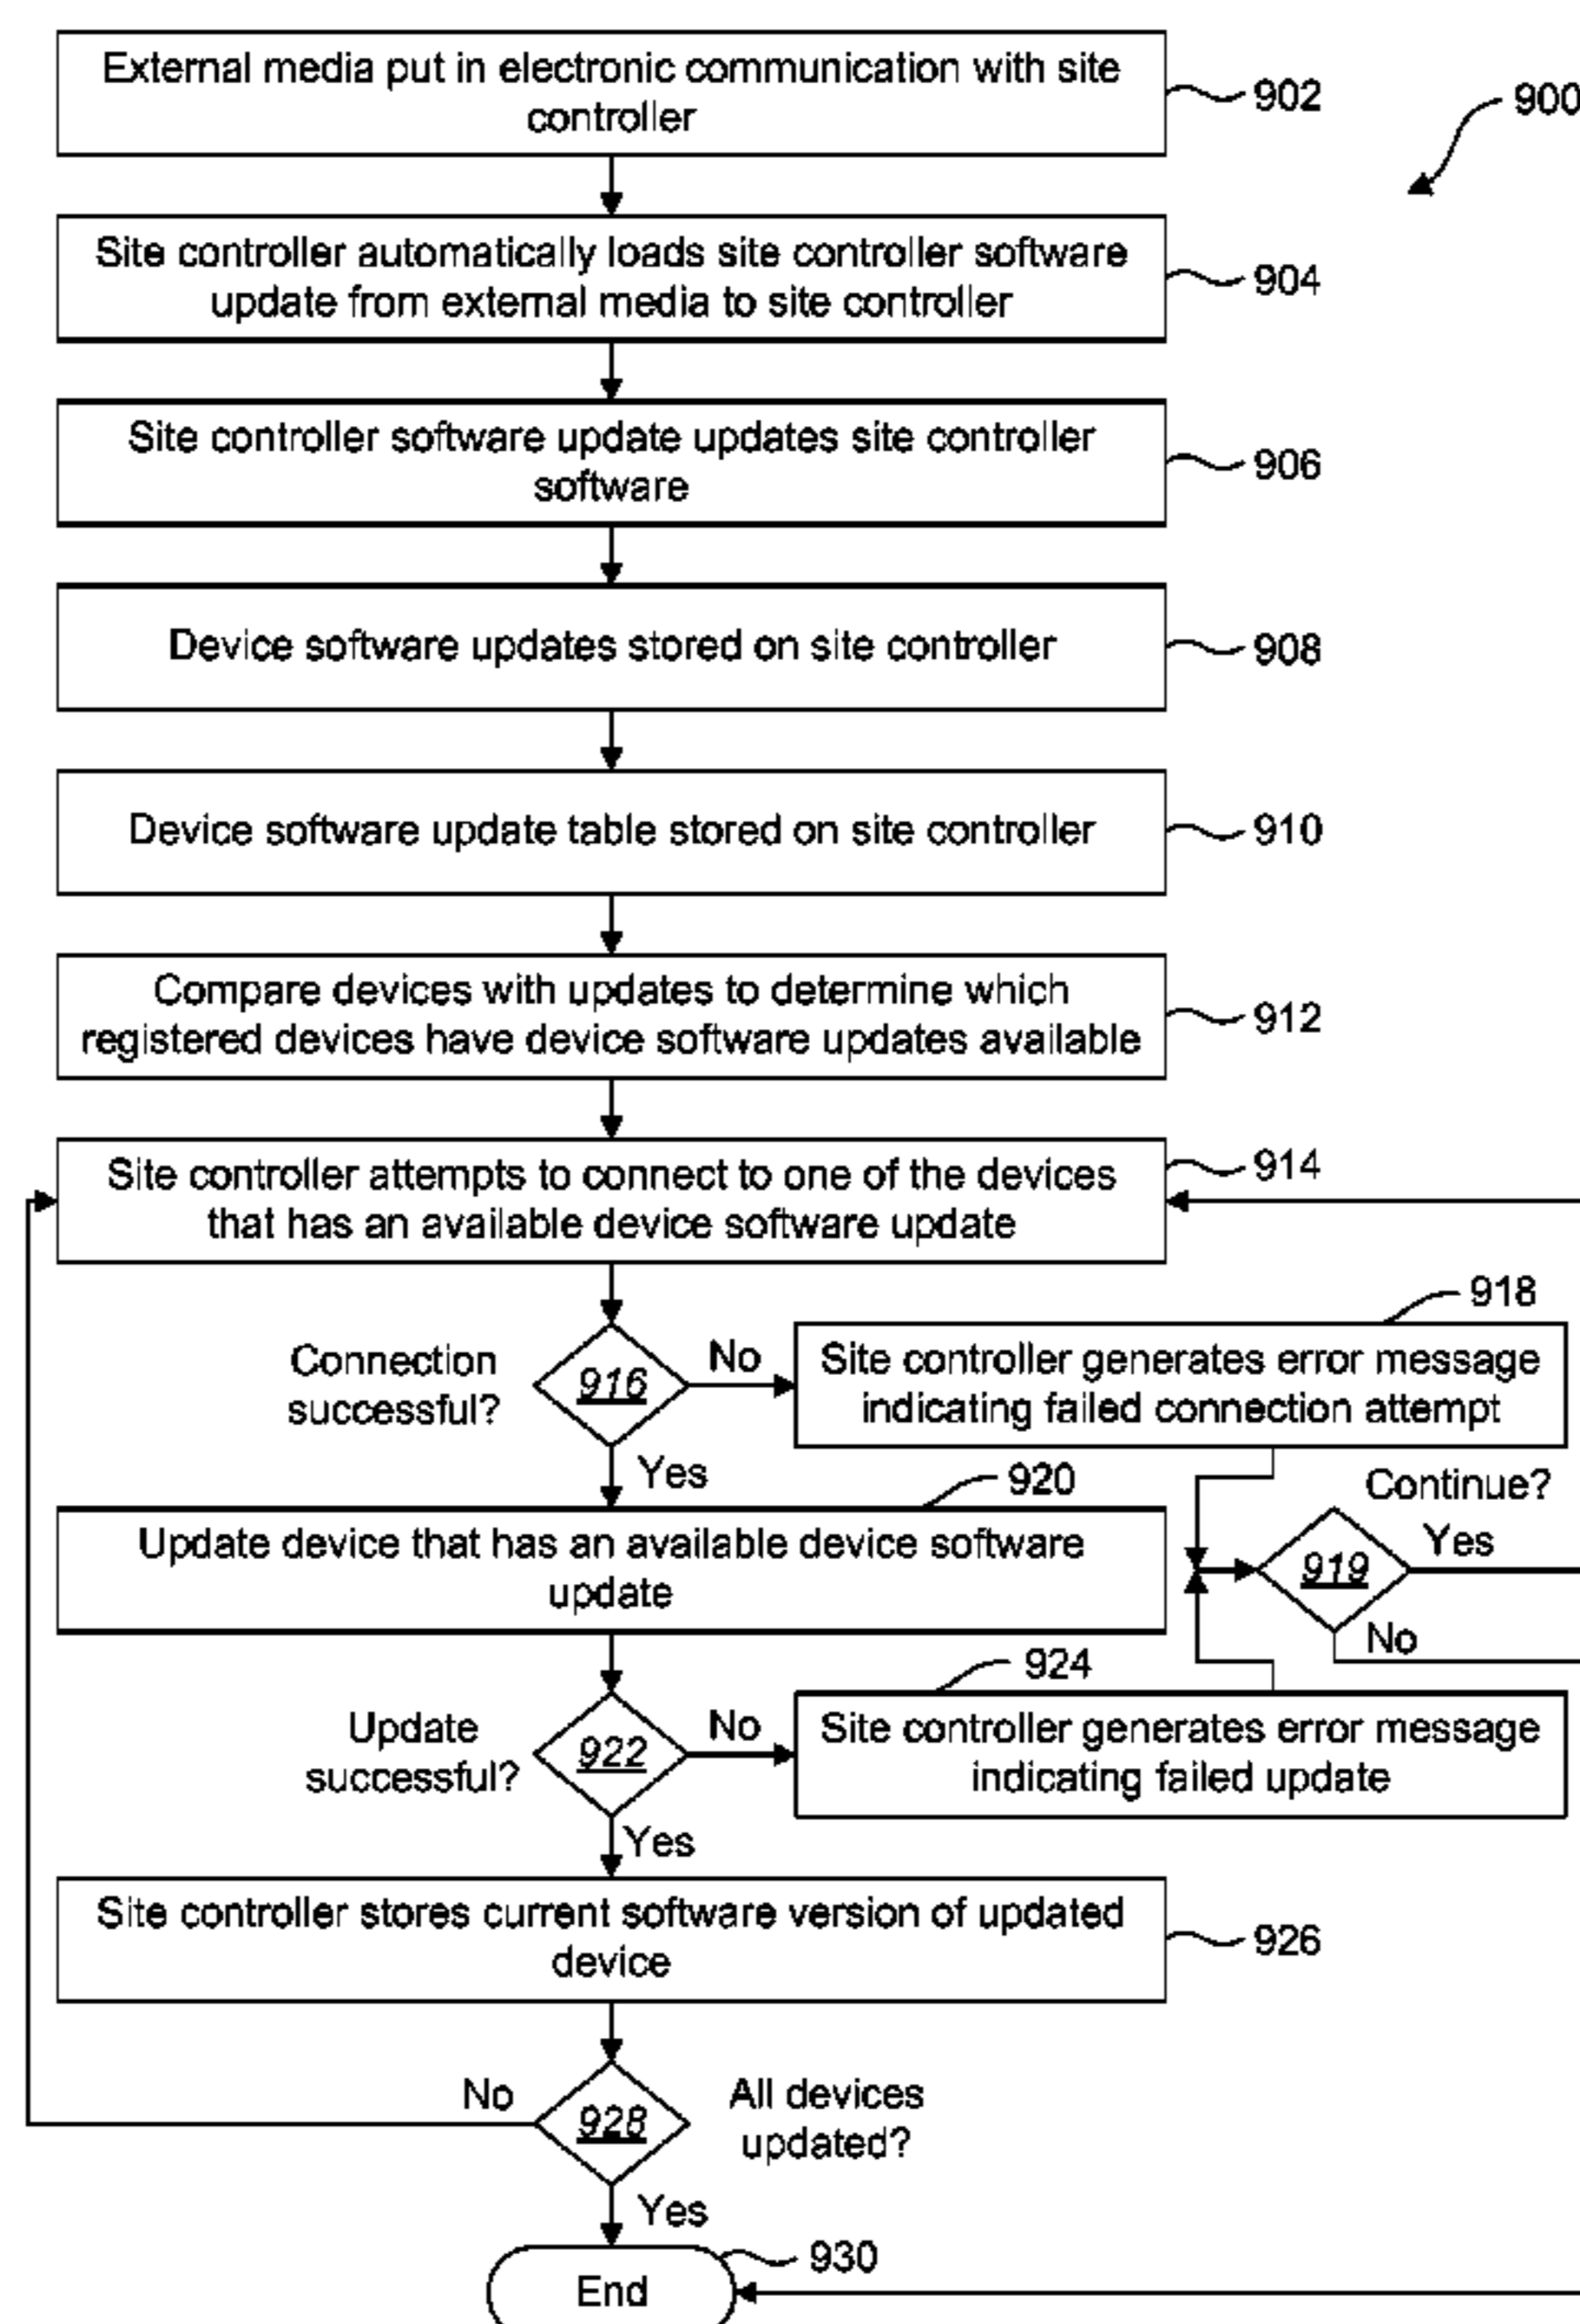 External media put in electronic communication with site
controller
902
900
Site controller automatically loads site controller software
update from external media to site controller
904
Site controller software update updates site controller
software
906
Device software updates stored on site controller
908
Device software update table stored on site controller
910
Compare devices with updates to determine which
registered devices have device software updates available
912
Site controller attempts to connect to one of the devices
that has an available device software update
914
918
Connection
successful?
916
No
Site controller generates error message
indicating failed connection attempt
Yes
920
Continue?
Update device that has an available device software
update
919
Yes
No
924
Update
successful?
922
No
Site controller generates error message
indicating failed update
Yes
Site controller stores current software version of updated
device
926
No
928
All devices
updated?
Yes
930
End